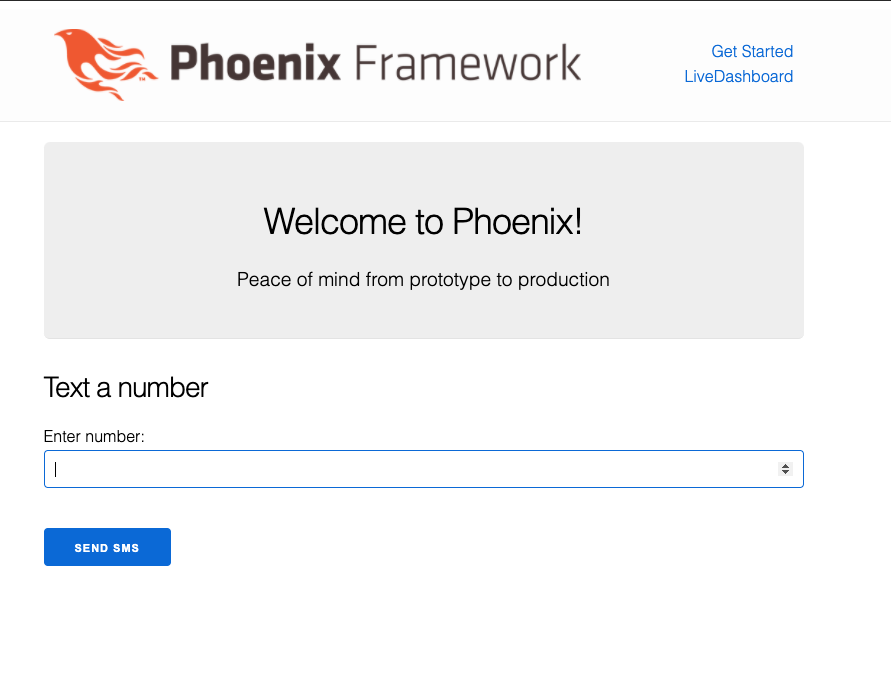 Phoenix Framework
Get Started
LiveDashboard
Welcome to Phoenix!
Peace of mind from prototype to production
Text a number
Enter number:
SEND SMS